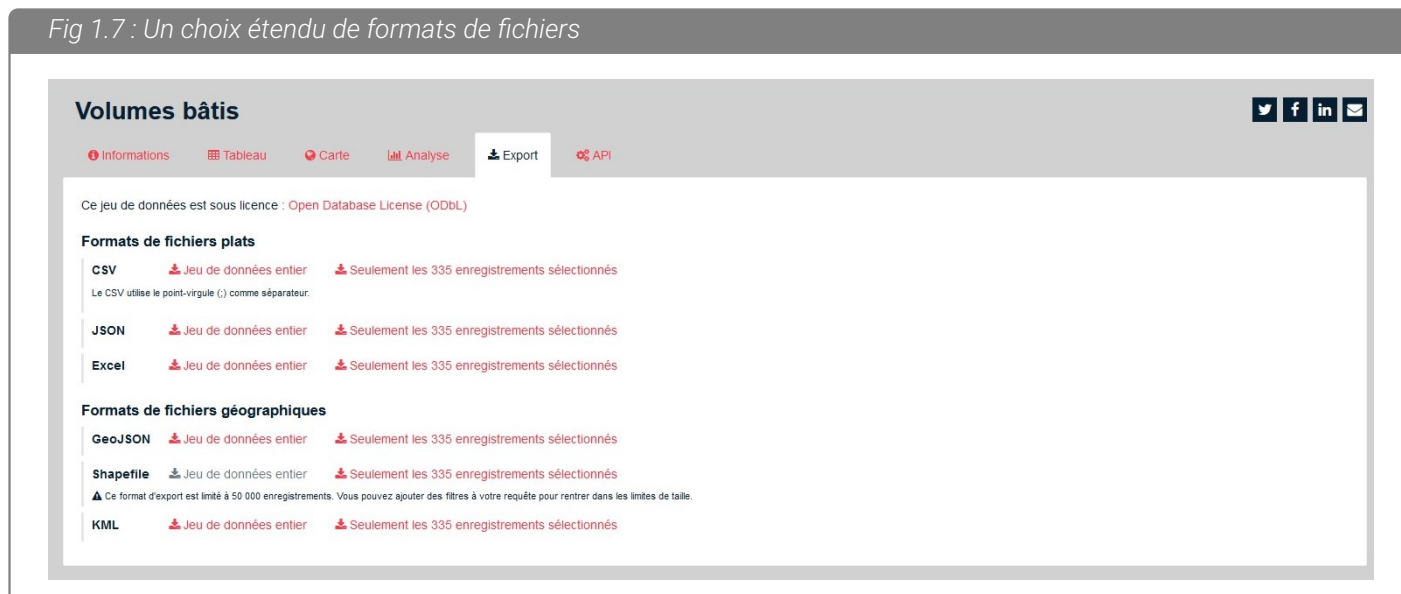 Fig 1.7 : Un choix étendu de formats de fichiers
Volumes bâtis
Informations Tableau Carte Analyse Export API
Ce jeu de données est sous licence : Open Database License (ODbL)
Formats de fichiers plats
CSV Jeu de données entier Seulement les 335 enregistrements sélectionnés
Le CSV utilise le point-virgule (;) comme séparateur.
JSON Jeu de données entier Seulement les 335 enregistrements sélectionnés
Excel Jeu de données entier Seulement les 335 enregistrements sélectionnés
Formats de fichiers géographiques
GeoJSON Jeu de données entier Seulement les 335 enregistrements sélectionnés
Shapefile Jeu de données entier Seulement les 335 enregistrements sélectionnés
Ce format d'export est limité à 50 000 enregistrements. Vous pouvez ajouter des filtres à votre requête pour rentrer dans les limites de taille.
KML Jeu de données entier Seulement les 335 enregistrements sélectionnés